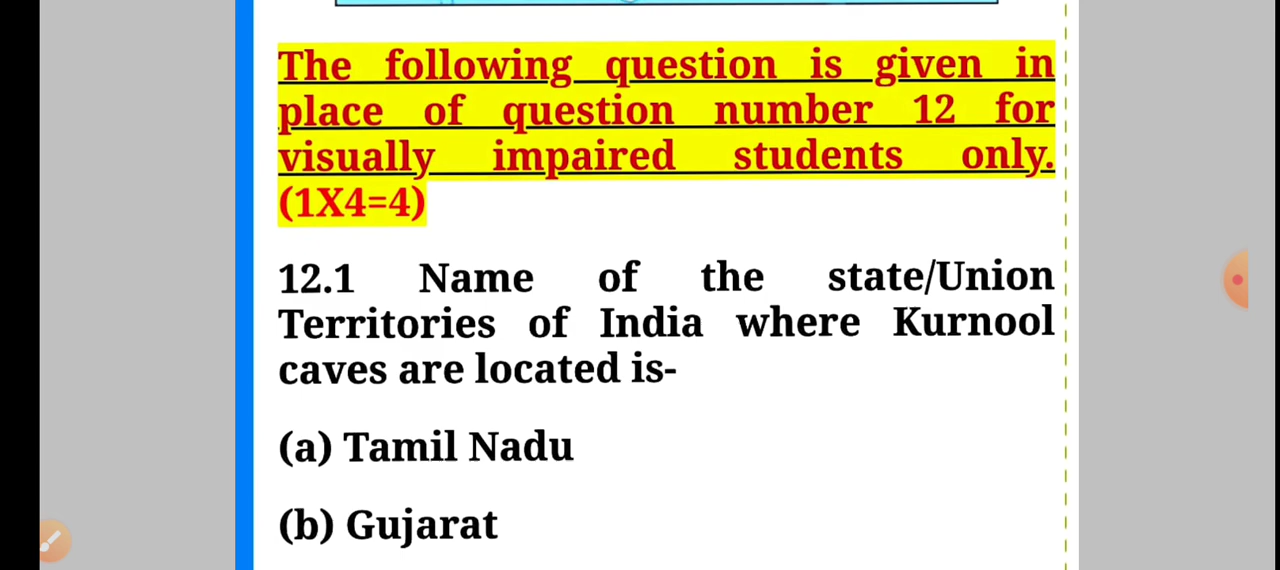 The following question is given in
place of question number 12 for
visually impaired students only.
(1X4=4)
12.1 Name of the state/Union
Territories of India where Kurnool
caves are located is-
(a) Tamil Nadu
(b) Gujarat